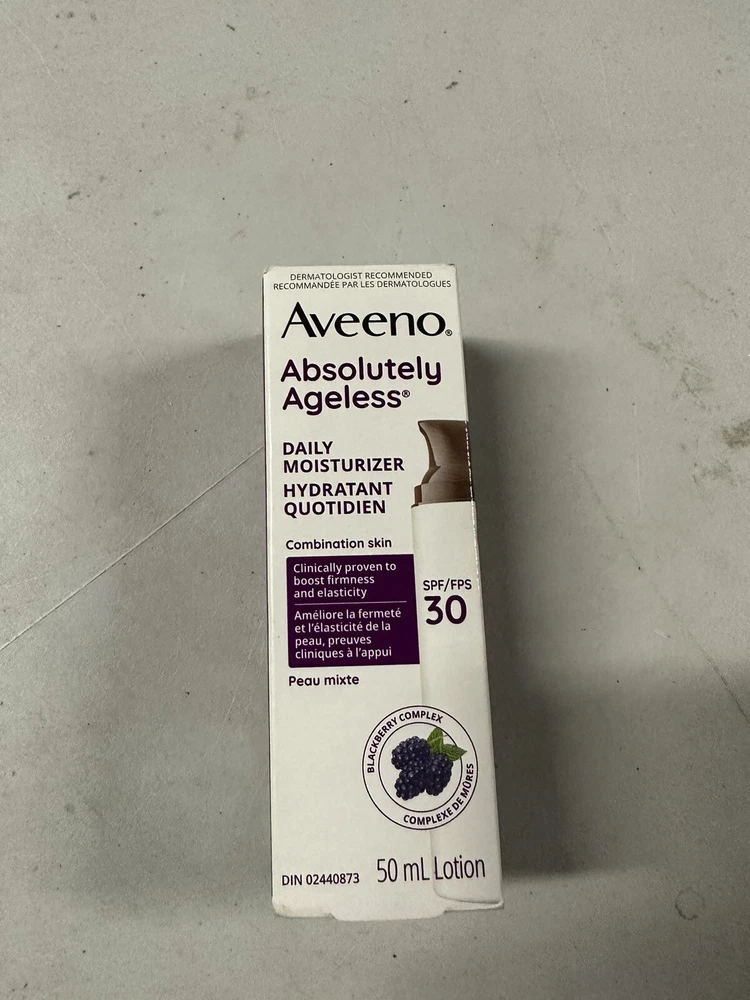 DERMATOLOGIST RECOMMENDED
RECOMMANDÉE PAR LES DERMATOLOGUES
Aveeno®
Absolutely
Ageless®
DAILY
MOISTURIZER
HYDRATANT
QUOTIDIEN
Combination skin
Clinically proven to
boost firmness
and elasticity
Améliore la fermeté
et l'élasticité de la
peau, preuves
cliniques à l'appui
Peau mixte
SPF/FPS
30
BLACKBERRY COMPLEX
COMPLEXE DE MÛRES
DIN 02440873
50 mL Lotion